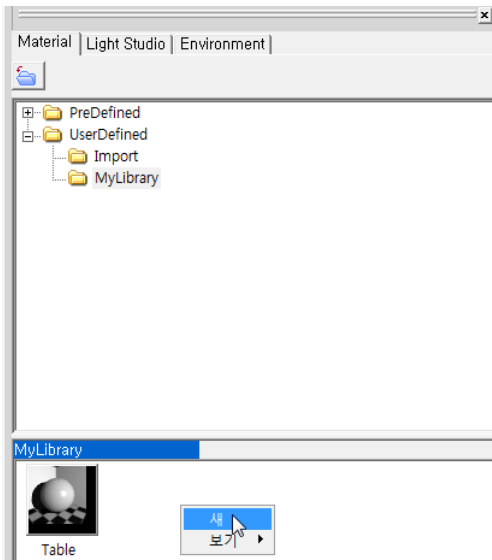 Material Light Studio Environment
PreDefined
UserDefined
Import
MyLibrary
MyLibrary
Table
새
보기